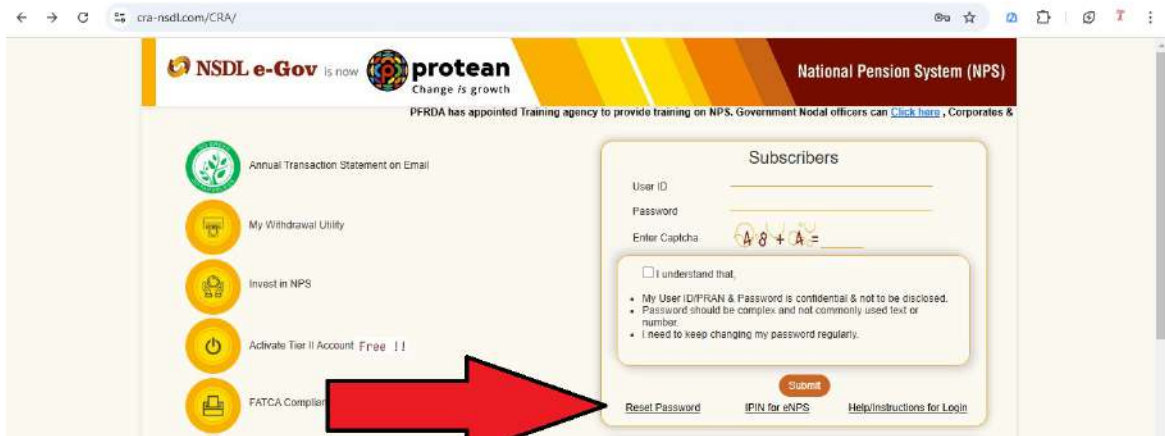 cra-nsdl.com/CRA/
NSDL e-Gov is now protean
Change is growth
National Pension System (NPS)
PFRDA has appointed Training agency to provide training on NPS. Government Nodal officers can Click here , Corporates &
Annual Transaction Statement on Email
My Withdrawal Utility
Invest in NPS
Activate Tier II Account Free !!
FATCA Complian
Subscribers
User ID
Password
Enter Captcha
48 + 4 =
I understand that,
• My User ID/PRAN & Password is confidential & not to be disclosed.
• Password should be complex and not commonly used text or
number.
• I need to keep changing my password regularly.
Submit
Reset Password IPIN for eNPS Help/Instructions for Login